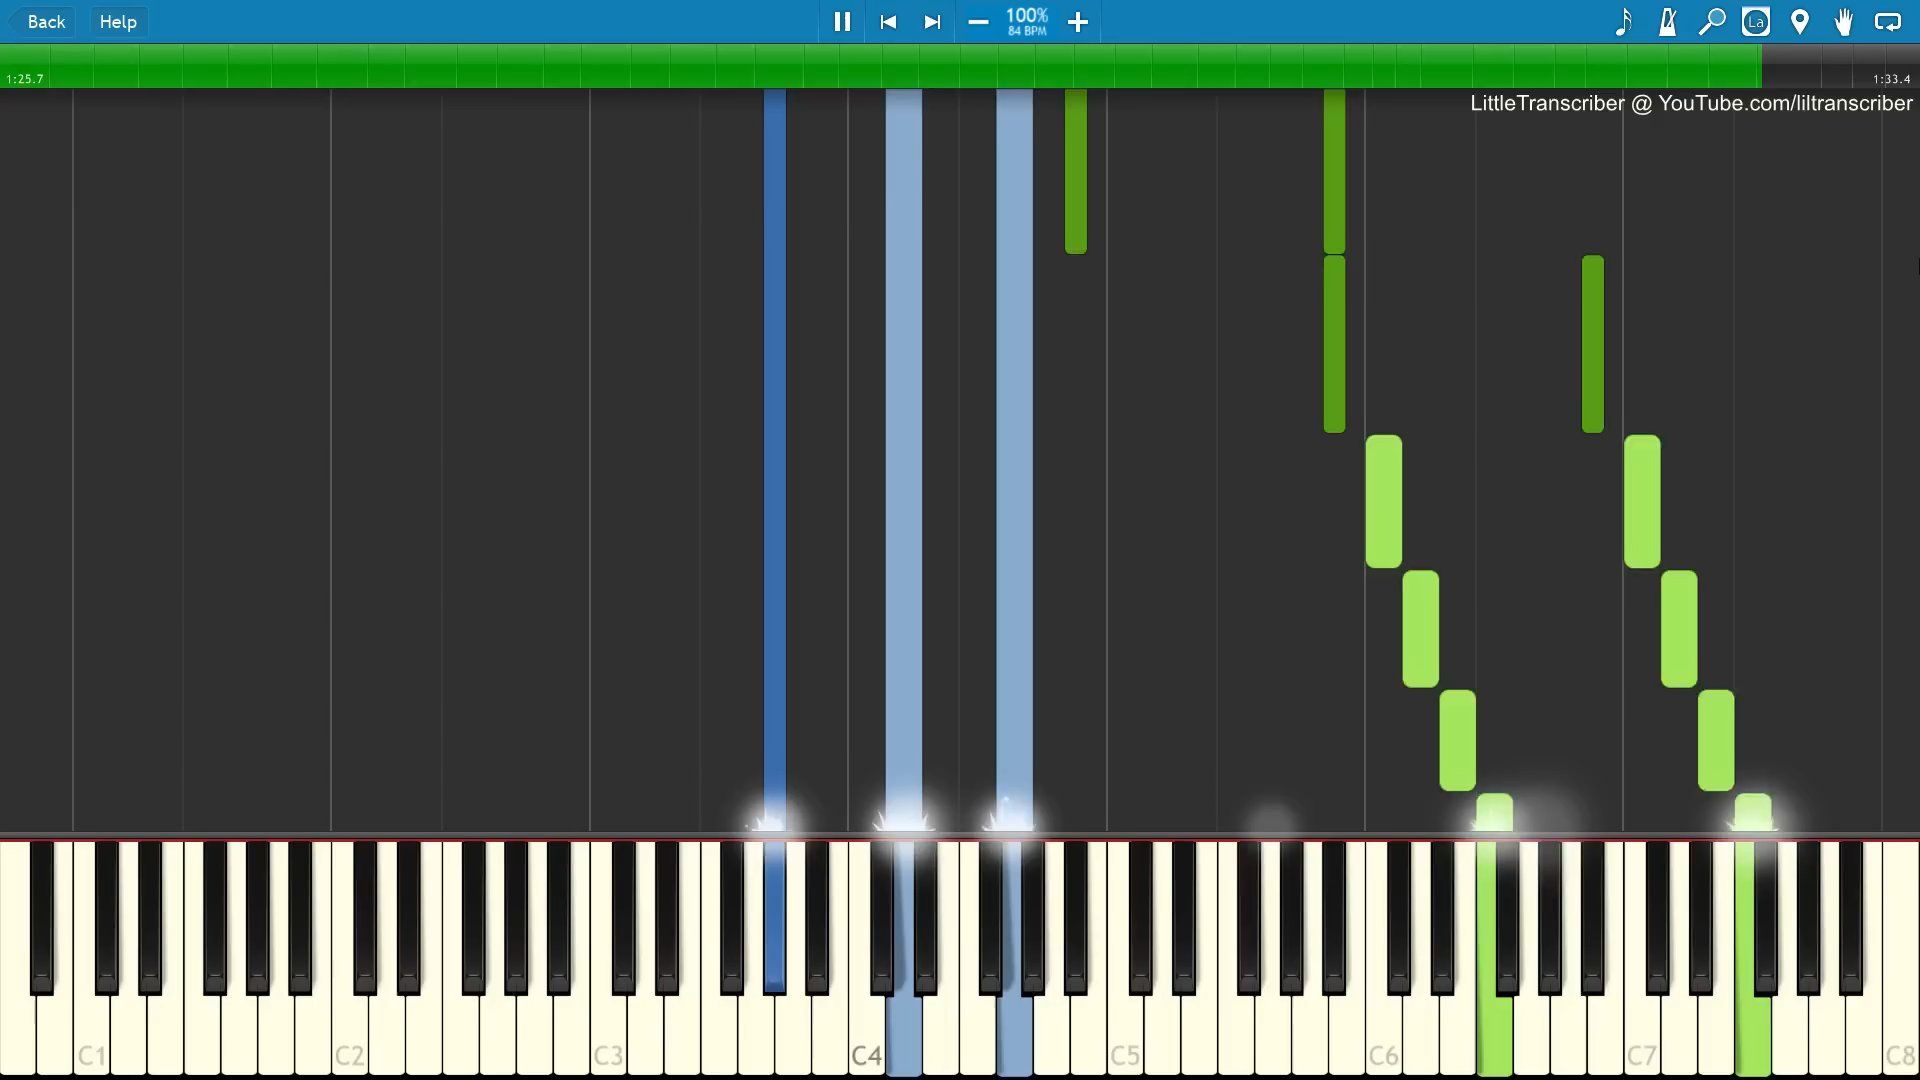 Back Help 100% La
84 BPM
1:25.7 1:33.4
LittleTranscriber @ YouTube.com/liltranscriber
C1 C2 C3 C4 C5 C6 C7 C8